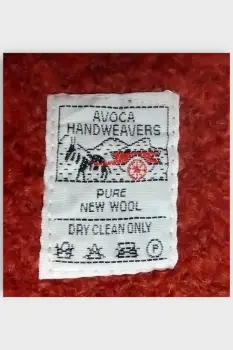 AVOCA
HANDWEAVERS
PURE
NEW WOOL
DRY CLEAN ONLY
P